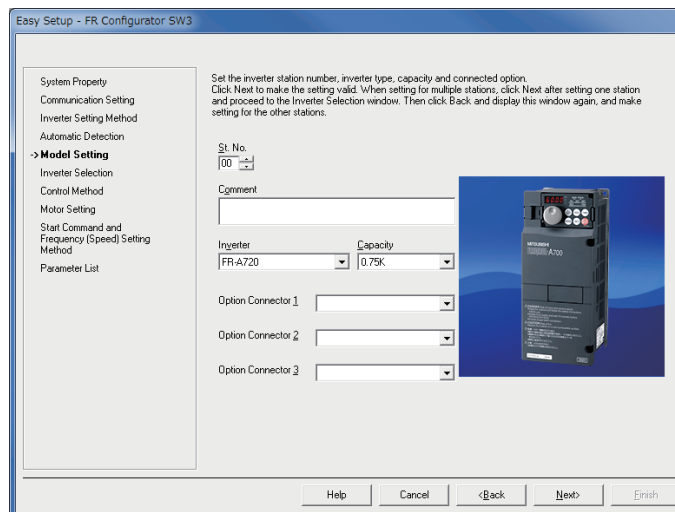 Easy Setup - FR Configurator SW3
System Property
Communication Setting
Inverter Setting Method
Automatic Detection
->Model Setting
Inverter Selection
Control Method
Motor Setting
Start Command and
Frequency (Speed) Setting
Method
Parameter List
Set the inverter station number, inverter type, capacity and connected option.
Click Next to make the setting valid. When setting for multiple stations, click Next after setting one station
and proceed to the Inverter Selection window. Then click Back and display this window again, and make
setting for the other stations.
St. No.
00
Comment
Inverter
Capacity
FR-A720
0.75K
Option Connector 1
Option Connector 2
Option Connector 3
MITSUBISHI
A700
Help
Cancel
<Back
Next>
Finish